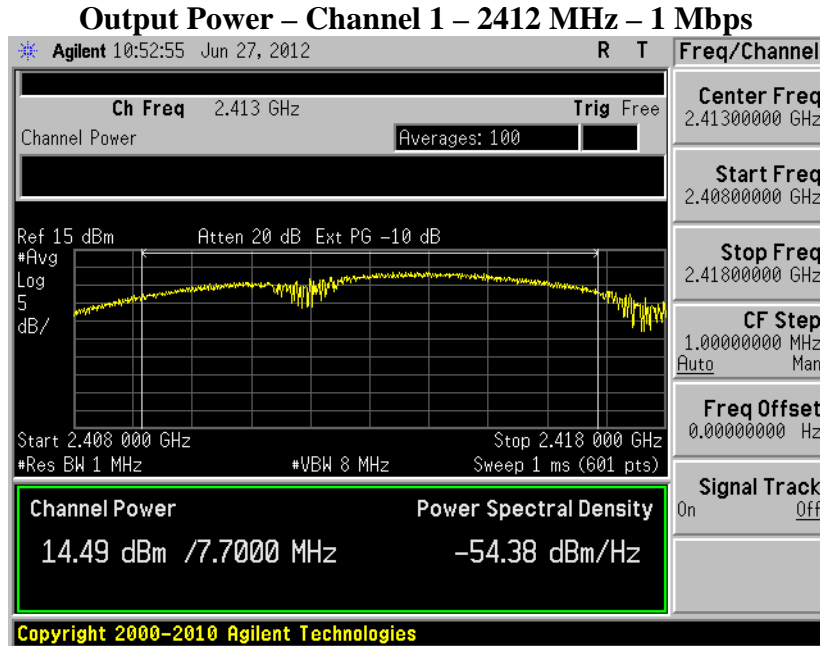 Output Power – Channel 1 – 2412 MHz – 1 Mbps
Agilent 10:52:55 Jun 27, 2012 R T
Freq/Channel
Ch Freq 2.413 GHz Trig Free
Channel Power Averages: 100
Center Freq
2.41300000 GHz
Start Freq
2.40800000 GHz
Stop Freq
2.41800000 GHz
CF Step
1.00000000 MHz
Auto Man
Freq Offset
0.00000000 Hz
Signal Track
On Off
Ref 15 dBm Atten 20 dB Ext PG -10 dB
#Avg
Log
5
dB/
Start 2.408 000 GHz Stop 2.418 000 GHz
#Res BW 1 MHz #VBW 8 MHz Sweep 1 ms (601 pts)
Channel Power Power Spectral Density
14.49 dBm /7.7000 MHz -54.38 dBm/Hz
Copyright 2000-2010 Agilent Technologies